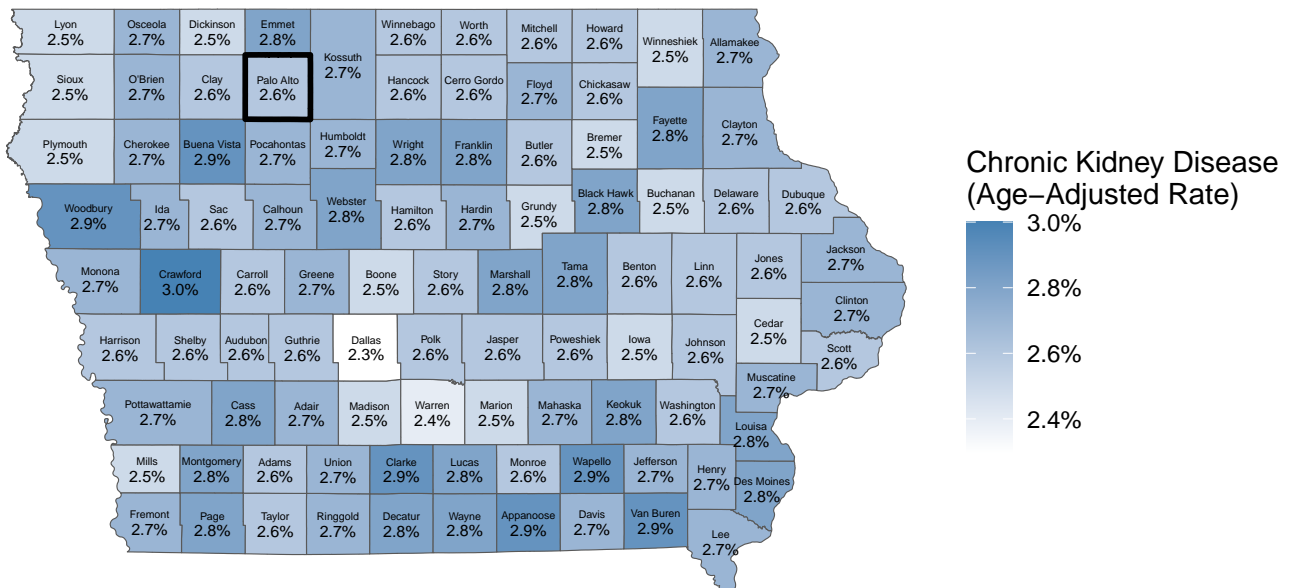 Lyon
2.5%
Osceola
2.7%
Dickinson
2.5%
Emmet
2.8%
Kossuth
2.7%
Winnebago
2.6%
Worth
2.6%
Mitchell
2.6%
Howard
2.6%
Winneshiek
2.5%
Allamakee
2.7%
Sioux
2.5%
O'Brien
2.7%
Clay
2.6%
Palo Alto
2.6%
Hancock
2.6%
Cerro Gordo
2.6%
Floyd
2.7%
Chickasaw
2.6%
Fayette
2.8%
Clayton
2.7%
Plymouth
2.5%
Cherokee
2.7%
Buena Vista
2.9%
Pocahontas
2.7%
Humboldt
2.7%
Wright
2.8%
Franklin
2.8%
Butler
2.6%
Bremer
2.5%
Woodbury
2.9%
Ida
2.7%
Sac
2.6%
Calhoun
2.7%
Webster
2.8%
Hamilton
2.6%
Hardin
2.7%
Grundy
2.5%
Black Hawk
2.8%
Buchanan
2.5%
Delaware
2.6%
Dubuque
2.6%
Monona
2.7%
Crawford
3.0%
Carroll
2.6%
Greene
2.7%
Boone
2.5%
Story
2.6%
Marshall
2.8%
Tama
2.8%
Benton
2.6%
Linn
2.6%
Jones
2.6%
Jackson
2.7%
Clinton
2.7%
Harrison
2.6%
Shelby
2.6%
Audubon
2.6%
Guthrie
2.6%
Dallas
2.3%
Polk
2.6%
Jasper
2.6%
Poweshiek
2.6%
Iowa
2.5%
Johnson
2.6%
Cedar
2.5%
Scott
2.6%
Muscatine
2.7%
Pottawattamie
2.7%
Cass
2.8%
Adair
2.7%
Madison
2.5%
Warren
2.4%
Marion
2.5%
Mahaska
2.7%
Keokuk
2.8%
Washington
2.6%
Louisa
2.8%
Mills
2.5%
Montgomery
2.8%
Adams
2.6%
Union
2.7%
Clarke
2.9%
Lucas
2.8%
Monroe
2.6%
Wapello
2.9%
Jefferson
2.7%
Henry
2.7%
Des Moines
2.8%
Fremont
2.7%
Page
2.8%
Taylor
2.6%
Ringgold
2.7%
Decatur
2.8%
Wayne
2.8%
Appanoose
2.9%
Davis
2.7%
Van Buren
2.9%
Lee
2.7%
Chronic Kidney Disease
(Age−Adjusted Rate)
3.0%
2.8%
2.6%
2.4%